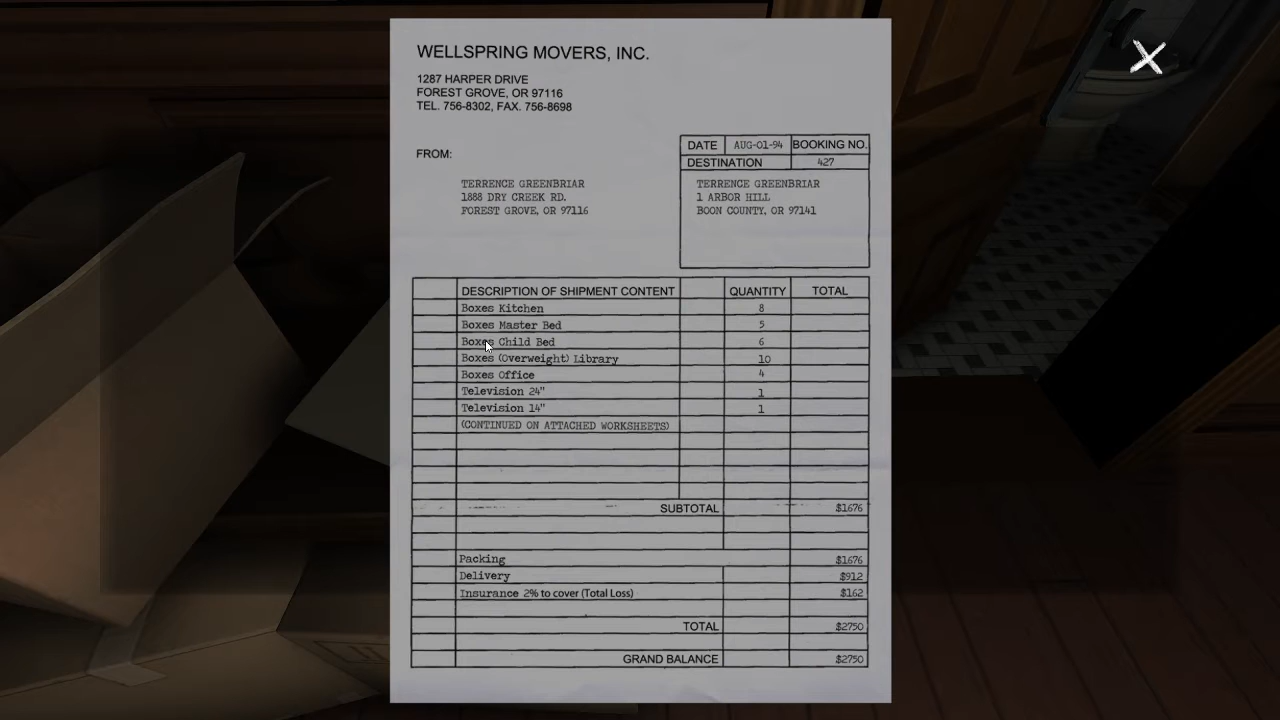 WELLSPRING MOVERS, INC.
1287 HARPER DRIVE
FOREST GROVE, OR 97116
TEL. 756-8302, FAX. 756-8698
DATE AUG-01-94 BOOKING NO.
DESTINATION 427
FROM:
TERRENCE GREENBRIAR
1888 DRY CREEK RD.
FOREST GROVE, OR 97116
TERRENCE GREENBRIAR
1 ARBOR HILL
BOON COUNTY, OR 97141
DESCRIPTION OF SHIPMENT CONTENT QUANTITY TOTAL
Boxes Kitchen 8
Boxes Master Bed 5
Boxes Child Bed 6
Boxes (Overweight) Library 10
Boxes Office 4
Television 24" 1
Television 14" 1
(CONTINUED ON ATTACHED WORKSHEETS)
SUBTOTAL $1676
Packing $1676
Delivery $912
Insurance 2% to cover (Total Loss) $162
TOTAL $2750
GRAND BALANCE $2750